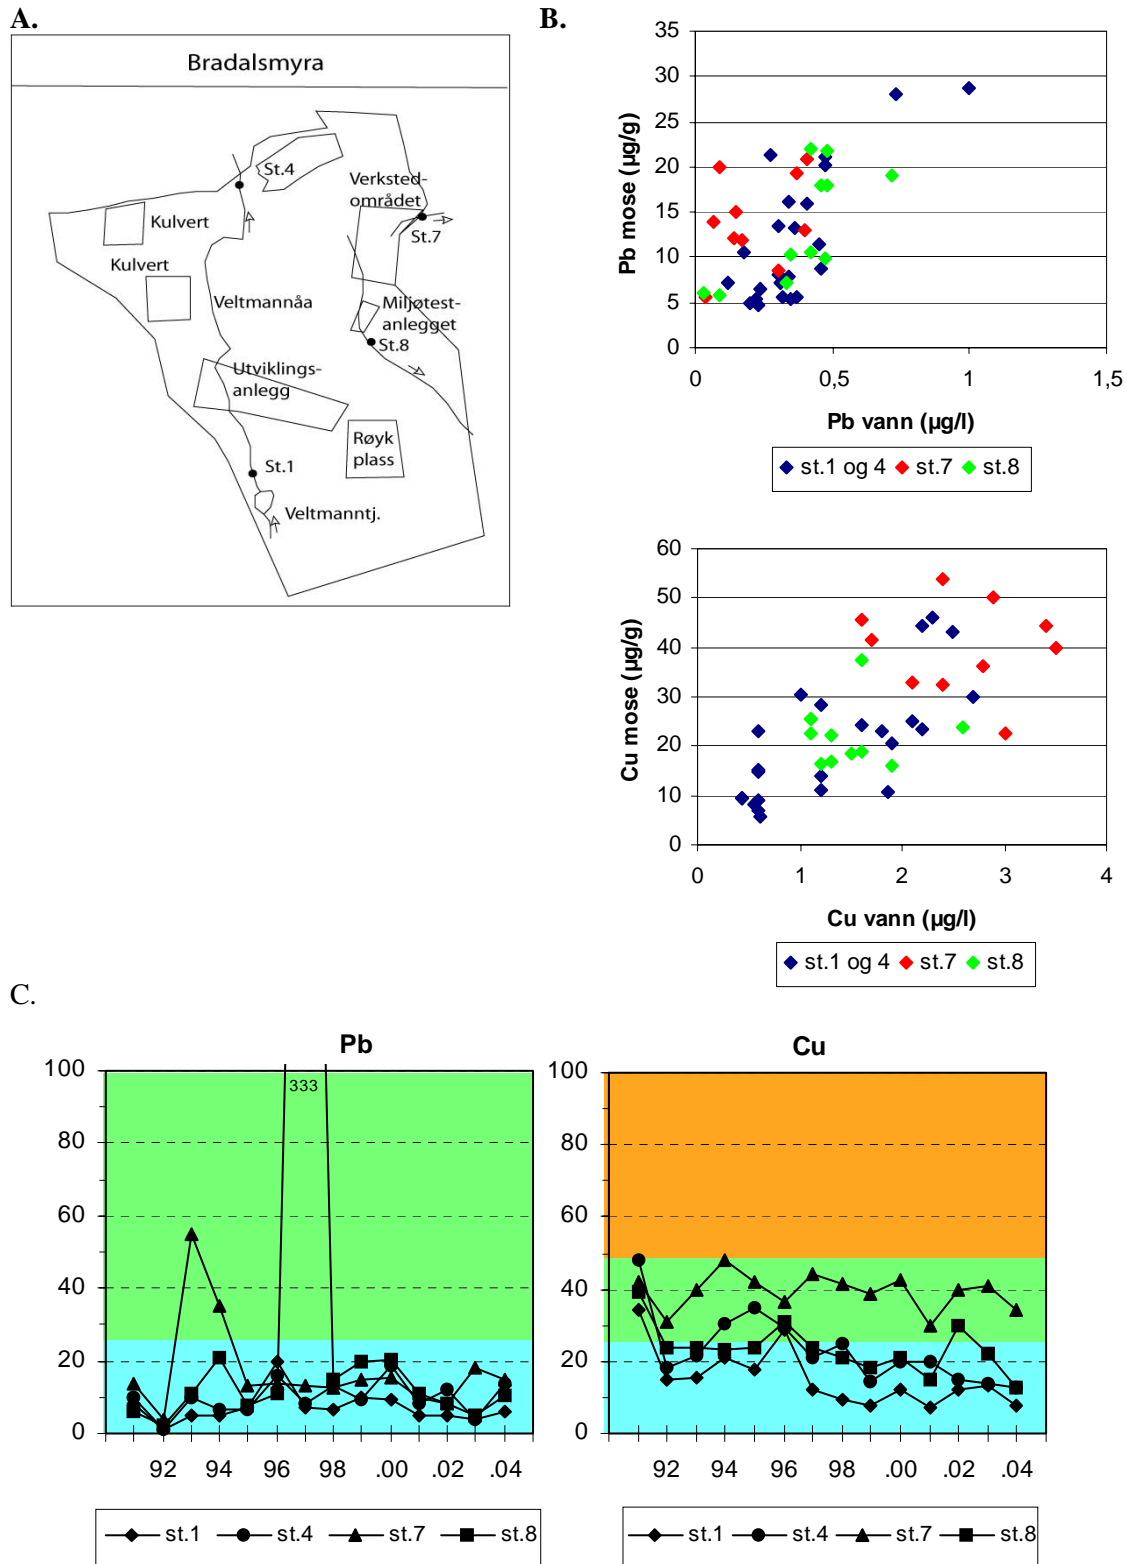 A.
Bradalsmyra
St.4
Verksted-
området
Kulvert
St.7
Kulvert
Veltmannåa
Miljøtest-
anlegget
St.8
Utviklings-
anlegg
Røyk
plass
St.1
Veltmanntj.
B.
35
30
25
20
15
10
5
0
Pb mose (µg/g)
0 0,5 1 1,5
Pb vann (µg/l)
st.1 og 4 st.7 st.8
60
50
40
30
20
10
0
Cu mose (µg/g)
0 1 2 3 4
Cu vann (µg/l)
st.1 og 4 st.7 st.8
C.
Pb
100
80
60
40
20
0
333
92 94 96 98 .00 .02 .04
st.1 st.4 st.7 st.8
Cu
100
80
60
40
20
0
92 94 96 98 .00 .02 .04
st.1 st.4 st.7 st.8